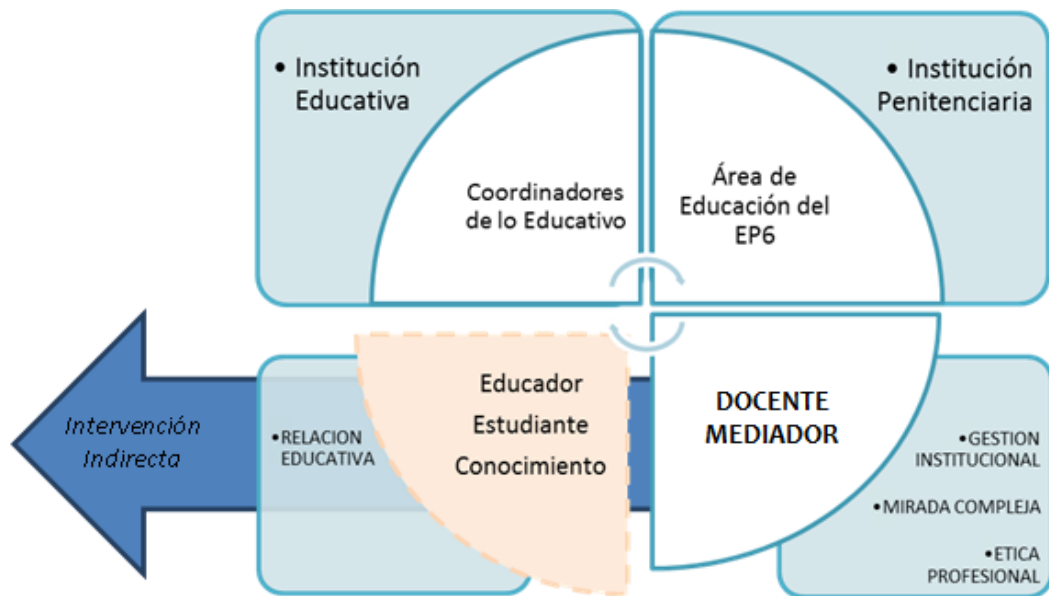 • Institución
Educativa
• Institución
Penitenciaria
Coordinadores
de lo Educativo
Área de
Educación del
EP6
Intervención
Indirecta
•RELACION
EDUCATIVA
Educador
Estudiante
Conocimiento
DOCENTE
MEDIADOR
•GESTION
INSTITUCIONAL
•MIRADA COMPLEJA
•ETICA
PROFESIONAL